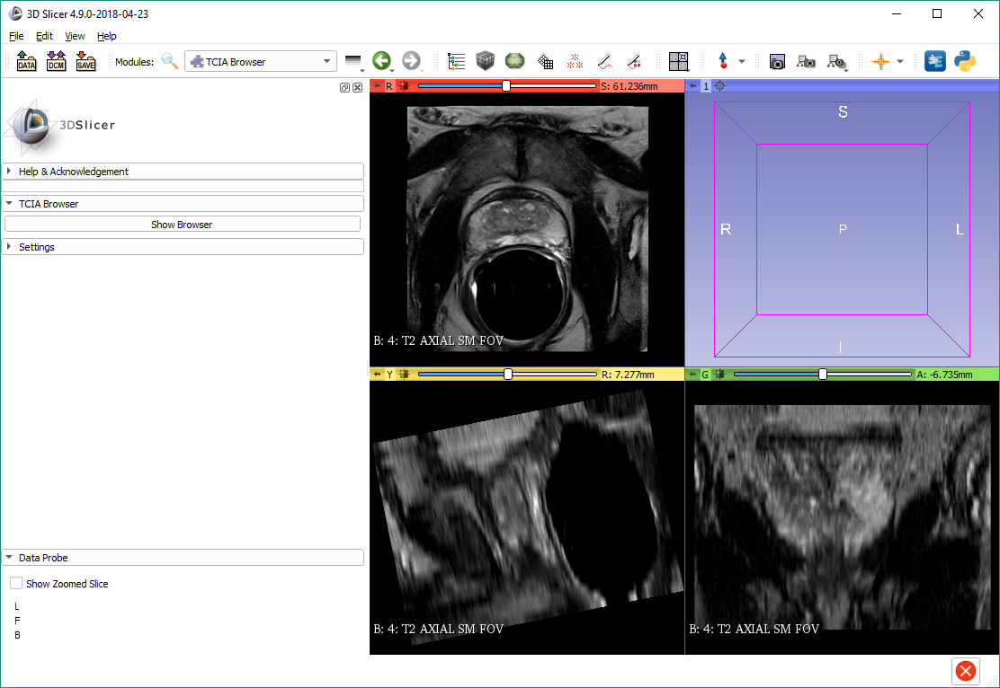 3D Slicer 4.9.0-2018-04-23
File Edit View Help
DATA DCM SAVE Modules: TCIA Browser
3DSlicer
Help & Acknowledgement
TCIA Browser
Show Browser
Settings
Data Probe
Show Zoomed Slice
L
F
B
R S: 61.236mm
B: 4: T2 AXIAL SM FOV
1
S
R P L
I
Y R: 7.277mm
B: 4: T2 AXIAL SM FOV
G A: -6.735mm
B: 4: T2 AXIAL SM FOV